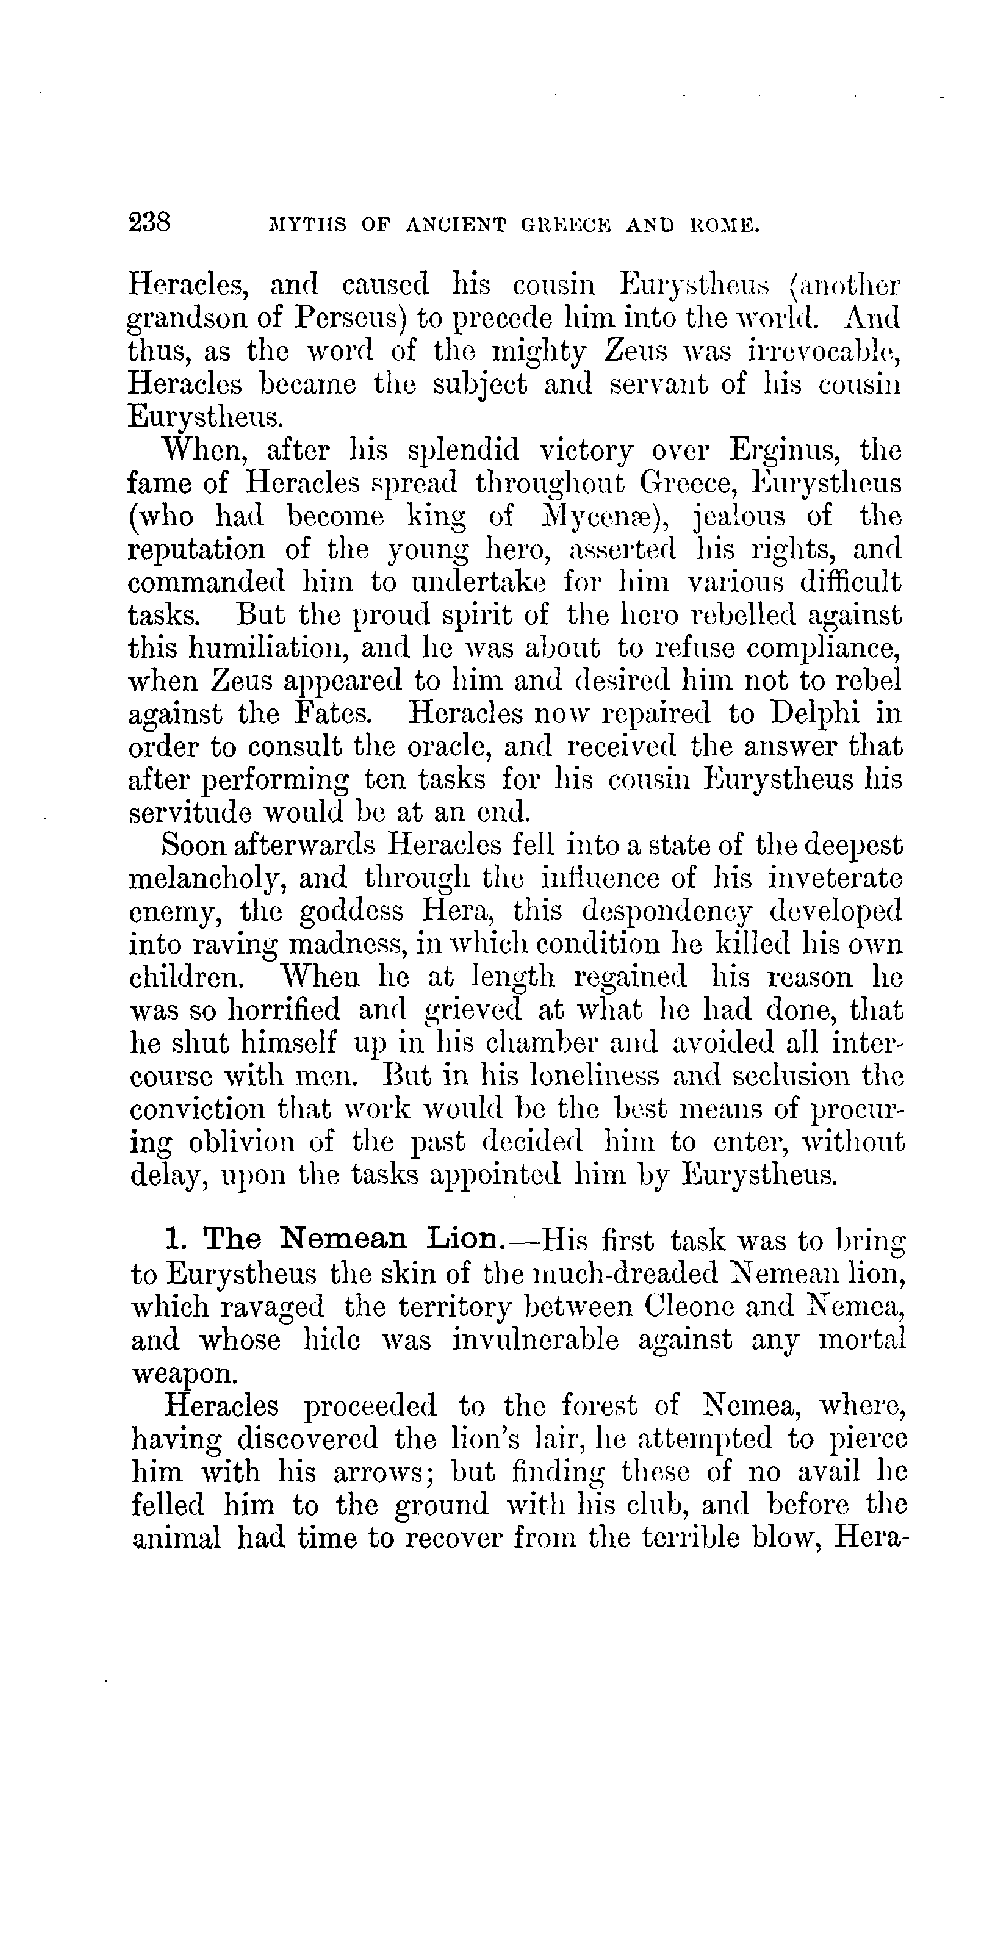 238 MYTHS OF ANCIENT GREECE AND ROME.
Heracles, and caused his cousin Eurystheus (another
grandson of Perseus) to precede him into the world. And
thus, as the word of the mighty Zeus was irrevocable,
Heracles became the subject and servant of his cousin
Eurystheus.
When, after his splendid victory over Erginus, the
fame of Heracles spread throughout Greece, Eurystheus
(who had become king of Mycenæ), jealous of the
reputation of the young hero, asserted his rights, and
commanded him to undertake for him various difficult
tasks. But the proud spirit of the hero rebelled against
this humiliation, and he was about to refuse compliance,
when Zeus appeared to him and desired him not to rebel
against the Fates. Heracles now repaired to Delphi in
order to consult the oracle, and received the answer that
after performing ten tasks for his cousin Eurystheus his
servitude would be at an end.
Soon afterwards Heracles fell into a state of the deepest
melancholy, and through the influence of his inveterate
enemy, the goddess Hera, this despondency developed
into raving madness, in which condition he killed his own
children. When he at length regained his reason he
was so horrified and grieved at what he had done, that
he shut himself up in his chamber and avoided all inter-
course with men. But in his loneliness and seclusion the
conviction that work would be the best means of procur-
ing oblivion of the past decided him to enter, without
delay, upon the tasks appointed him by Eurystheus.
1. The Nemean Lion.—His first task was to bring
to Eurystheus the skin of the much-dreaded Nemean lion,
which ravaged the territory between Cleone and Nemea,
and whose hide was invulnerable against any mortal
weapon.
Heracles proceeded to the forest of Nemea, where,
having discovered the lion's lair, he attempted to pierce
him with his arrows; but finding these of no avail he
felled him to the ground with his club, and before the
animal had time to recover from the terrible blow, Hera-